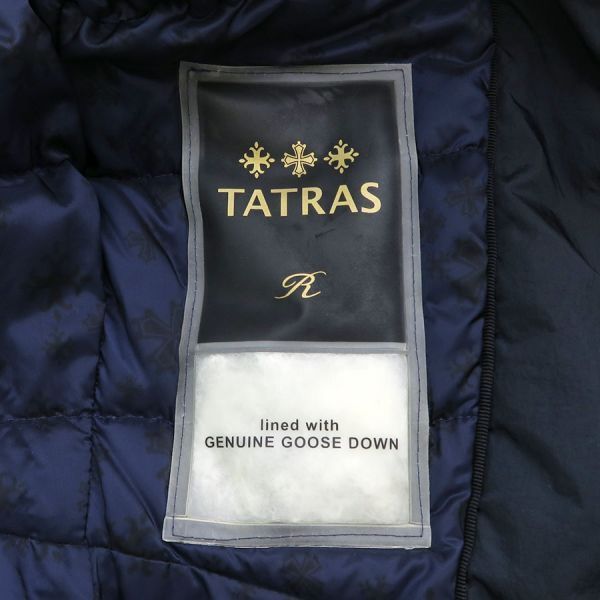 TATRAS
R
lined with
GENUINE GOOSE DOWN